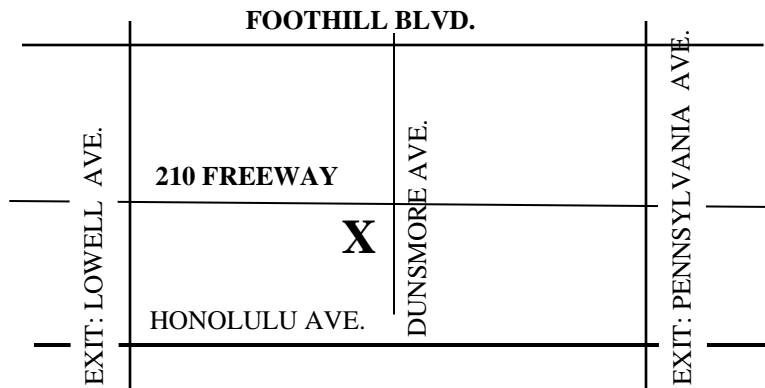 FOOTHILL BLVD.
EXIT: LOWELL AVE.
210 FREEWAY
X
HONOLULU AVE.
DUNSMORE AVE.
EXIT: PENNSYLVANIA AVE.